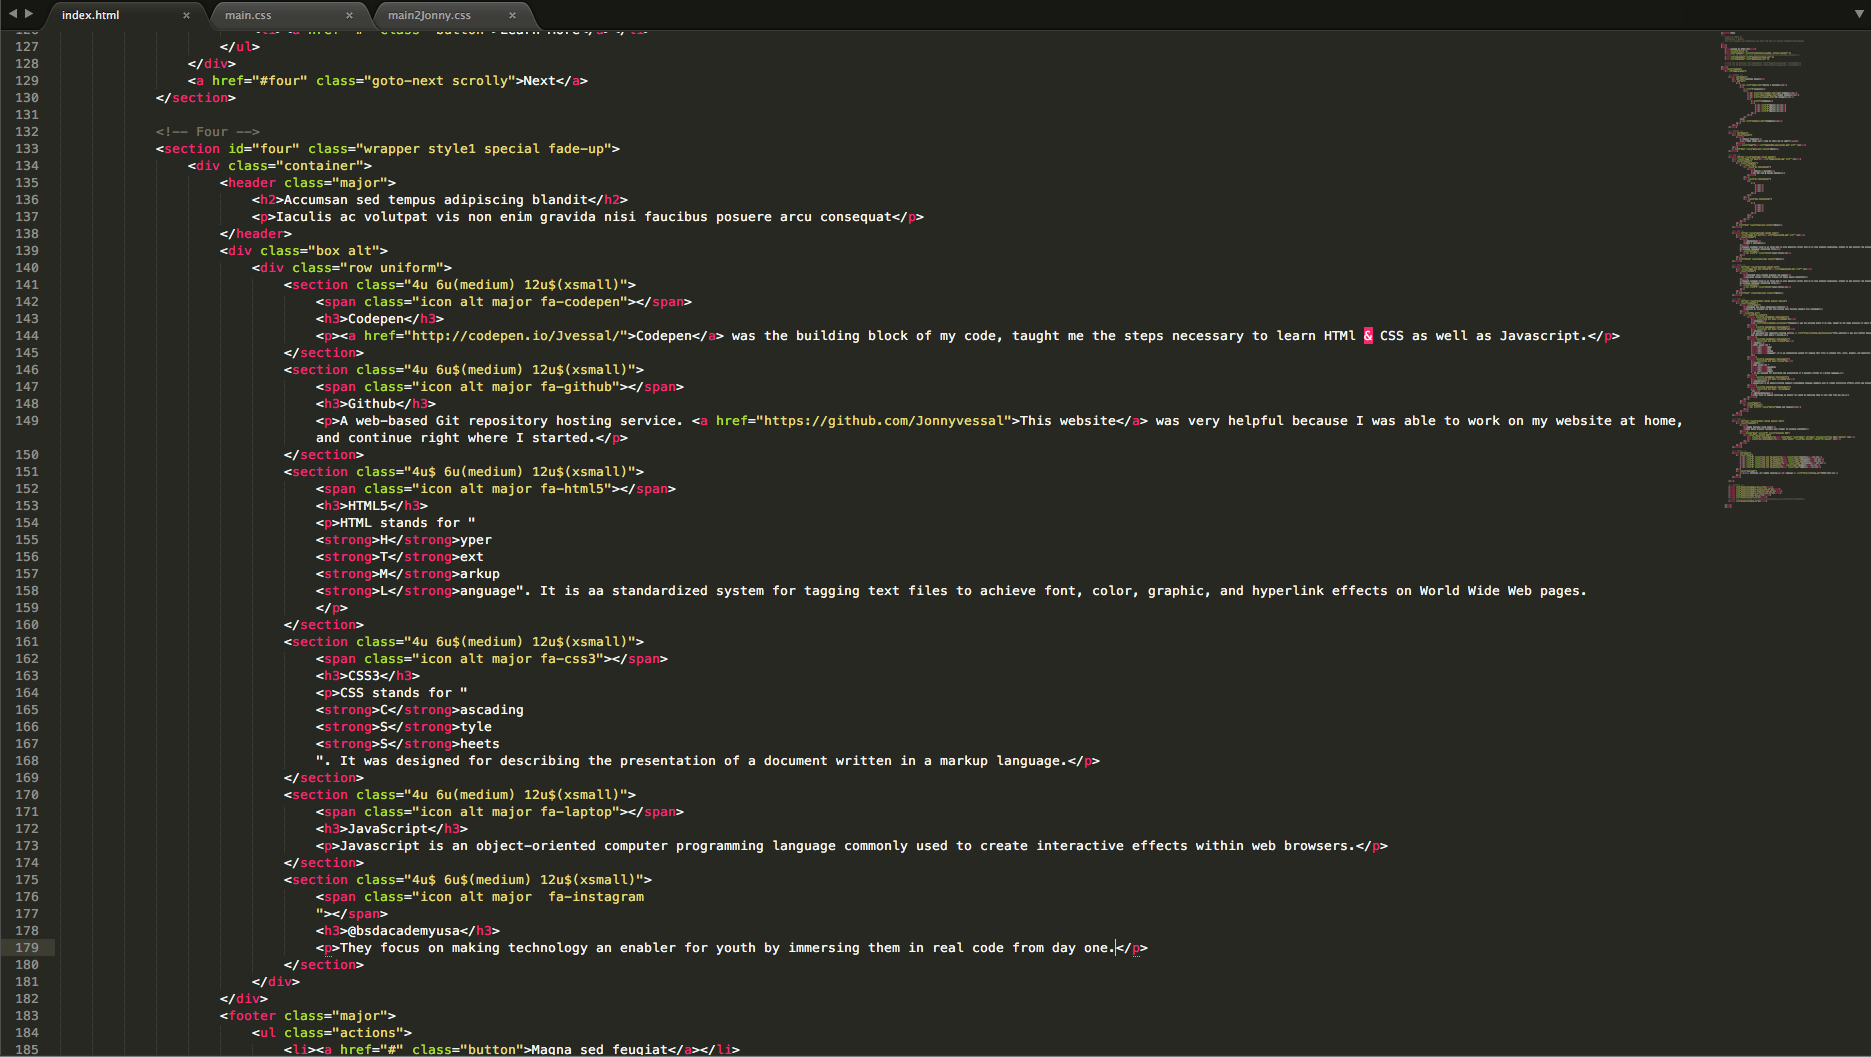 index.html × main.css × main2Jonny.css ×
127 </ul>
128 </div>
129 <a href="#four" class="goto-next scrolly">Next</a>
130 </section>
131
132 <!-- Four -->
133 <section id="four" class="wrapper style1 special fade-up">
134 <div class="container">
135 <header class="major">
136 <h2>Accumsan sed tempus adipiscing blandit</h2>
137 <p>Iaculis ac volutpat vis non enim gravida nisi faucibus posuere arcu consequat</p>
138 </header>
139 <div class="box alt">
140 <div class="row uniform">
141 <section class="4u 6u(medium) 12u$(xsmall)">
142 <span class="icon alt major fa-codepen"></span>
143 <h3>Codepen</h3>
144 <p><a href="http://codepen.io/Jvessal/">Codepen</a> was the building block of my code, taught me the steps necessary to learn HTMl & CSS as well as Javascript.</p>
145 </section>
146 <section class="4u 6u$(medium) 12u$(xsmall)">
147 <span class="icon alt major fa-github"></span>
148 <h3>Github</h3>
149 <p>A web-based Git repository hosting service. <a href="https://github.com/Jonnyvessal">This website</a> was very helpful because I was able to work on my website at home,
and continue right where I started.</p>
150 </section>
151 <section class="4u$ 6u(medium) 12u$(xsmall)">
152 <span class="icon alt major fa-html5"></span>
153 <h3>HTML5</h3>
154 <p>HTML stands for "
155 <strong>H</strong>yper
156 <strong>T</strong>ext
157 <strong>M</strong>arkup
158 <strong>L</strong>anguage". It is aa standardized system for tagging text files to achieve font, color, graphic, and hyperlink effects on World Wide Web pages.
159 </p>
160 </section>
161 <section class="4u 6u$(medium) 12u$(xsmall)">
162 <span class="icon alt major fa-css3"></span>
163 <h3>CSS3</h3>
164 <p>CSS stands for "
165 <strong>C</strong>ascading
166 <strong>S</strong>tyle
167 <strong>S</strong>heets
168 ". It was designed for describing the presentation of a document written in a markup language.</p>
169 </section>
170 <section class="4u 6u(medium) 12u$(xsmall)">
171 <span class="icon alt major fa-laptop"></span>
172 <h3>JavaScript</h3>
173 <p>Javascript is an object-oriented computer programming language commonly used to create interactive effects within web browsers.</p>
174 </section>
175 <section class="4u$ 6u$(medium) 12u$(xsmall)">
176 <span class="icon alt major  fa-instagram
177 "></span>
178 <h3>@bsdacademyusa</h3>
179 <p>They focus on making technology an enabler for youth by immersing them in real code from day one.</p>
180 </section>
181 </div>
182 </div>
183 <footer class="major">
184 <ul class="actions">
185 <li><a href="#" class="button">Magna sed feugiat</a></li>